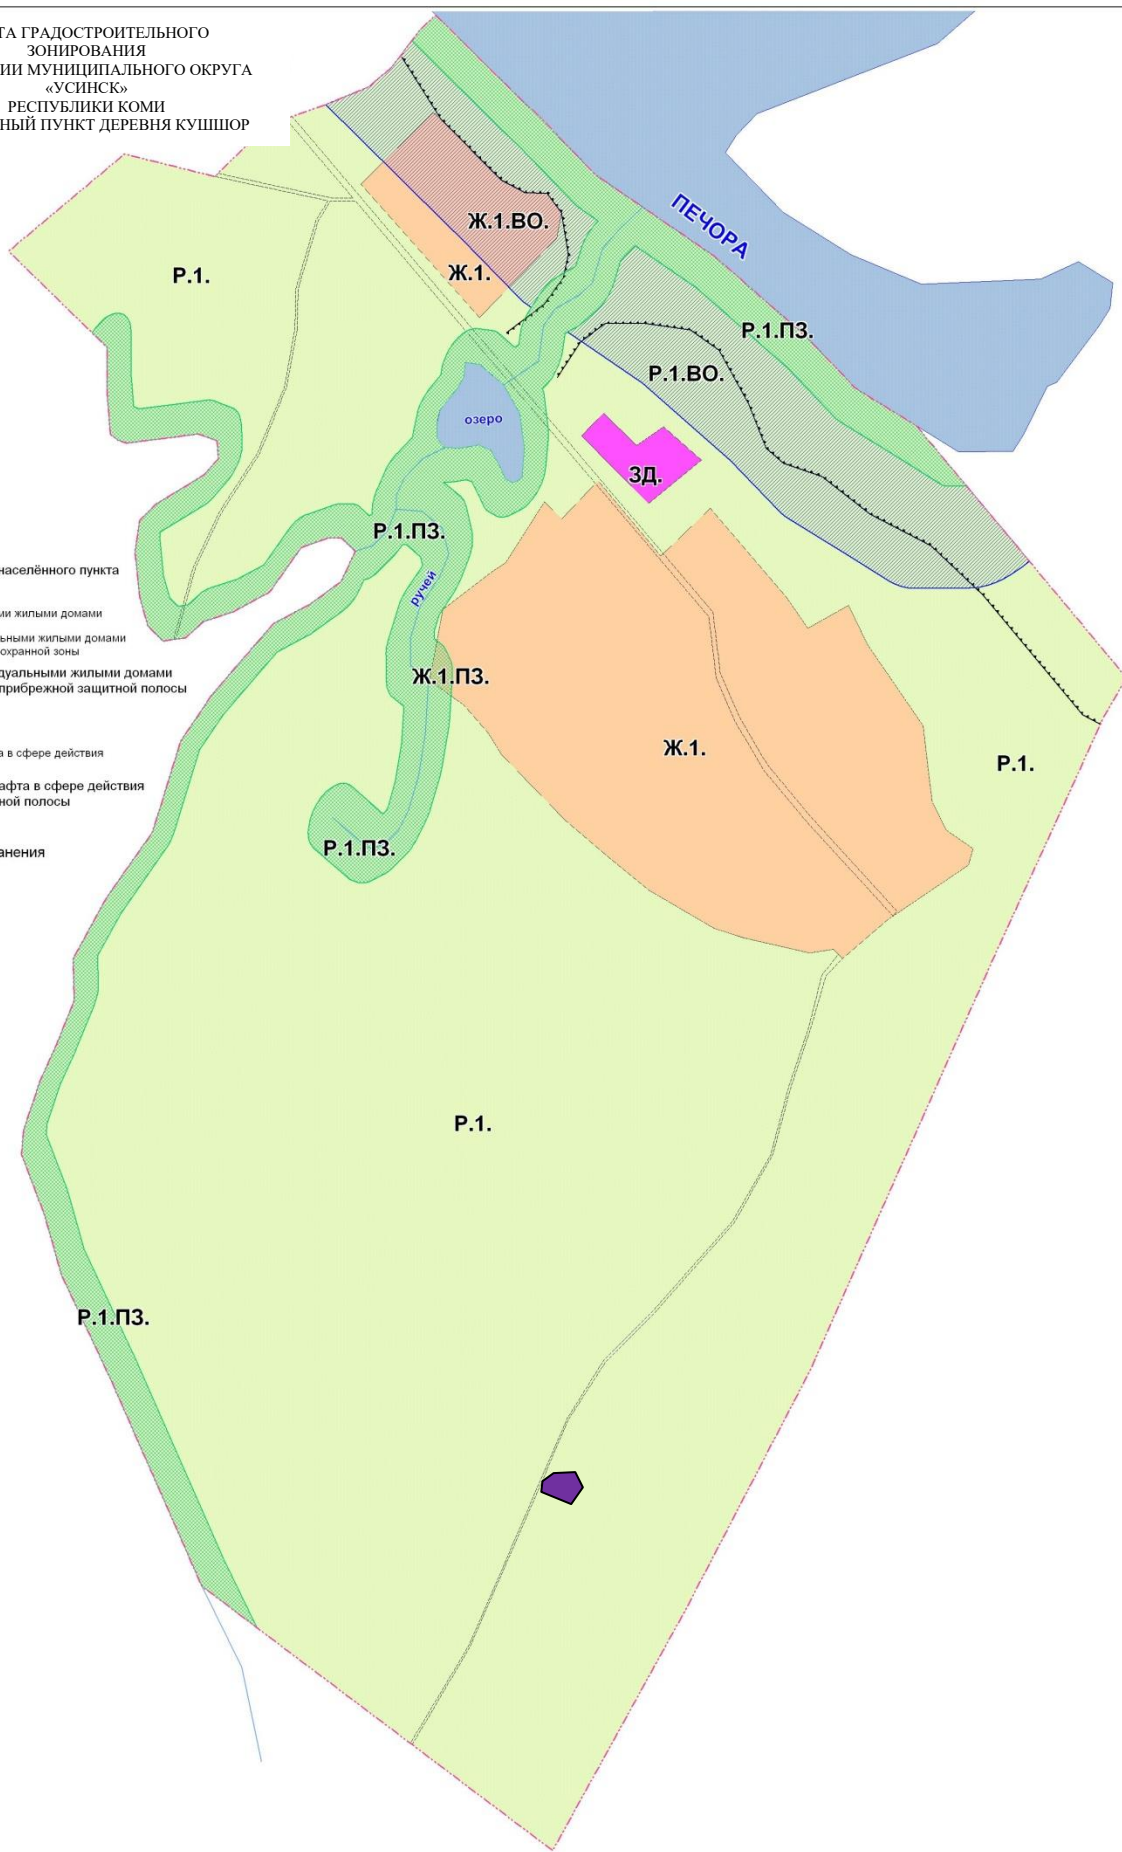 ТА ГРАДОСТРОИТЕЛЬНОГО
ЗОНИРОВАНИЯ
ИИ МУНИЦИПАЛЬНОГО ОКРУГА
«УСИНСК»
РЕСПУБЛИКИ КОМИ
НЫЙ ПУНКТ ДЕРЕВНЯ КУШШОР
ПЕЧОРА
Ж.1.ВО.
Ж.1.
Р.1.
Р.1.ПЗ.
Р.1.ВО.
озеро
ЗД.
Р.1.ПЗ.
населённого пункта
ручей
ми жилыми домами
ьными жилыми домами
охранной зоны
дуальными жилыми домами
прибрежной защитной полосы
Ж.1.ПЗ.
Ж.1.
Р.1.
а в сфере действия
афта в сфере действия
ной полосы
Р.1.ПЗ.
анения
Р.1.
Р.1.ПЗ.